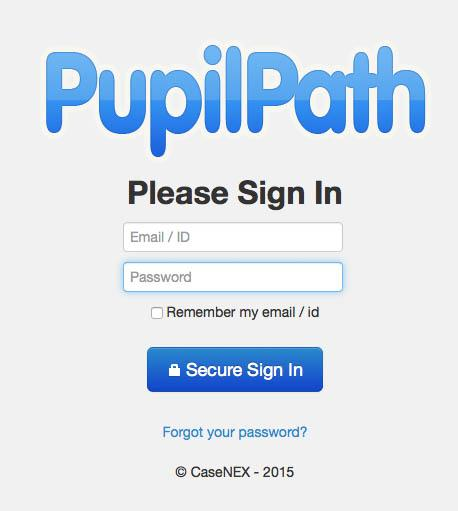 PupilPath
Please Sign In
Email / ID
Password
Remember my email / id
Secure Sign In
Forgot your password?
© CaseNEX - 2015